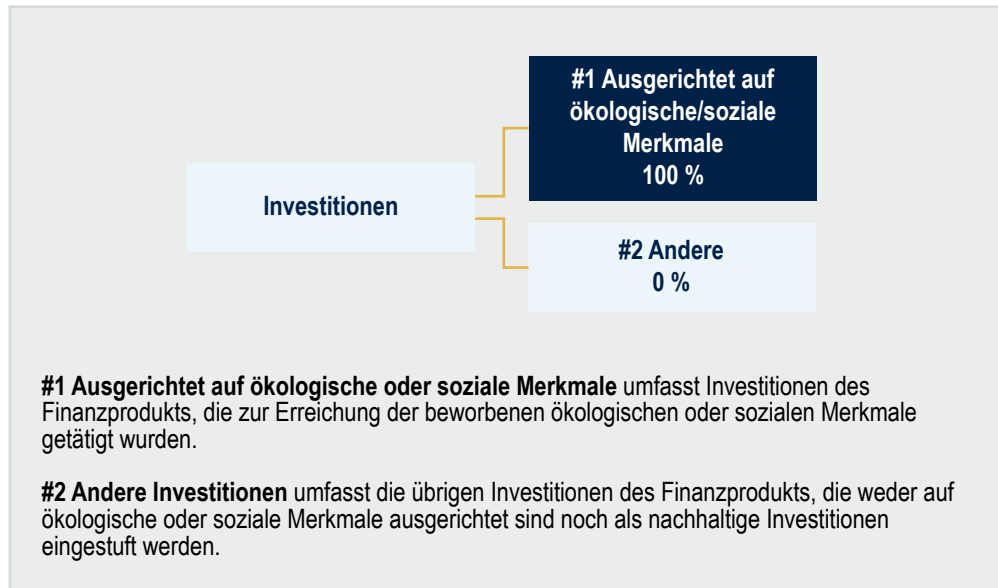 #1 Ausgerichtet auf
ökologische/soziale
Merkmale
100 %
Investitionen
#2 Andere
0 %
#1 Ausgerichtet auf ökologische oder soziale Merkmale umfasst Investitionen des
Finanzprodukts, die zur Erreichung der beworbenen ökologischen oder sozialen Merkmale
getätigt wurden.
#2 Andere Investitionen umfasst die übrigen Investitionen des Finanzprodukts, die weder auf
ökologische oder soziale Merkmale ausgerichtet sind noch als nachhaltige Investitionen
eingestuft werden.